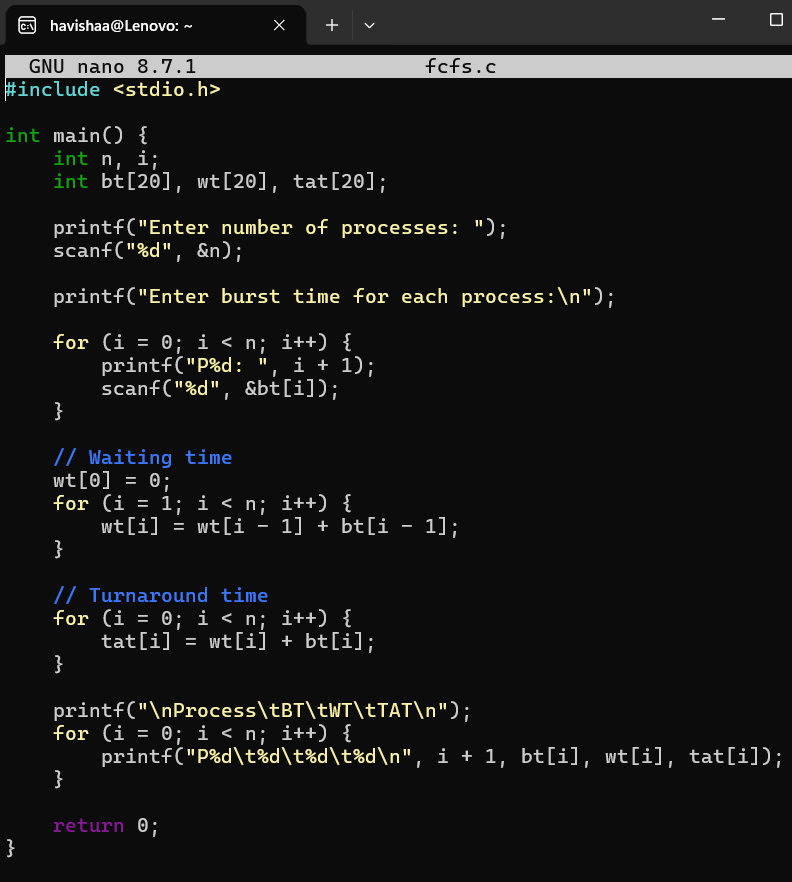 havishaa@Lenovo: ~
GNU nano 8.7.1 fcfs.c
#include <stdio.h>

int main() {
    int n, i;
    int bt[20], wt[20], tat[20];

    printf("Enter number of processes: ");
    scanf("%d", &n);

    printf("Enter burst time for each process:\n");

    for (i = 0; i < n; i++) {
        printf("P%d: ", i + 1);
        scanf("%d", &bt[i]);
    }

    // Waiting time
    wt[0] = 0;
    for (i = 1; i < n; i++) {
        wt[i] = wt[i - 1] + bt[i - 1];
    }

    // Turnaround time
    for (i = 0; i < n; i++) {
        tat[i] = wt[i] + bt[i];
    }

    printf("\nProcess\tBT\tWT\tTAT\n");
    for (i = 0; i < n; i++) {
        printf("P%d\t%d\t%d\t%d\n", i + 1, bt[i], wt[i], tat[i]);
    }

    return 0;
}